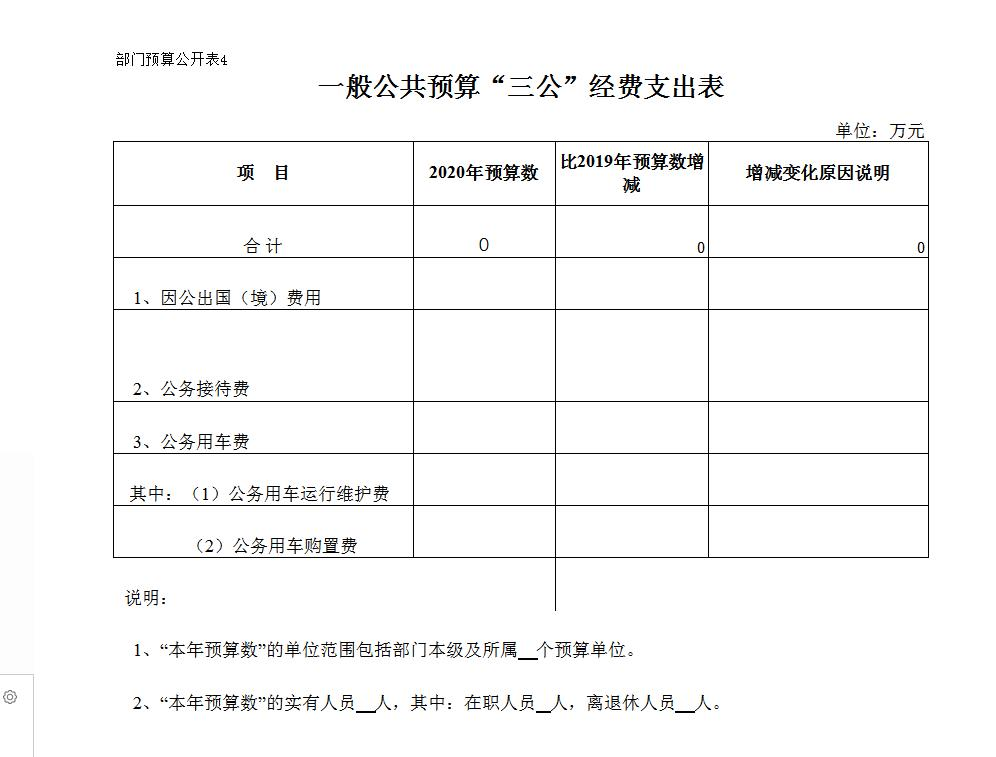 部门预算公开表4
一般公共预算“三公”经费支出表
单位：万元
项 目 2020年预算数 比2019年预算数增减 增减变化原因说明
合 计 0 0 0
1、因公出国（境）费用
2、公务接待费
3、公务用车费
其中：（1）公务用车运行维护费
（2）公务用车购置费
说明：
1、“本年预算数”的单位范围包括部门本级及所属__个预算单位。
2、“本年预算数”的实有人员__人，其中：在职人员__人，离退休人员__人。